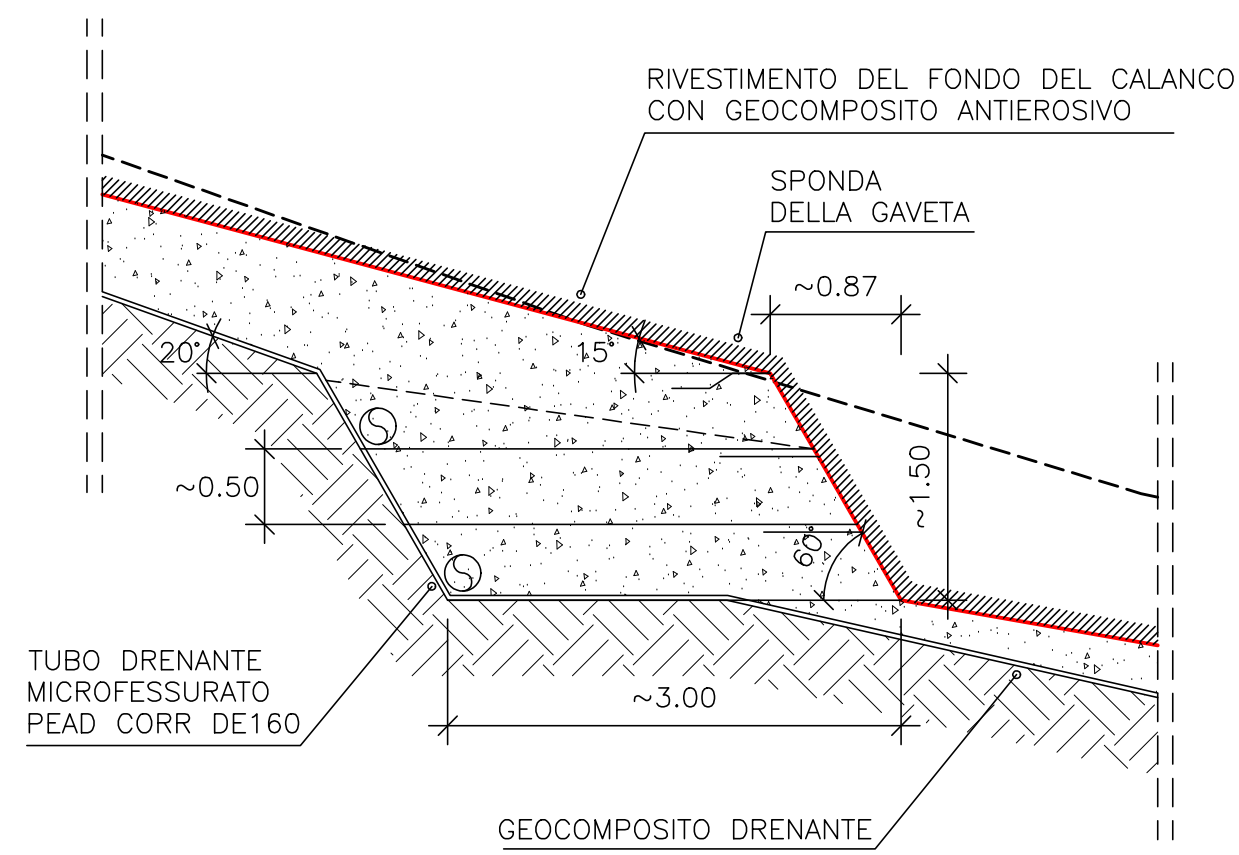 RIVESTIMENTO DEL FONDO DEL CALANCO
CON GEOCOMPOSITO ANTIEROSIVO
SPONDA
DELLA GAVETA
~0.87
20°
15°
~1.50
~0.50
60°
TUBO DRENANTE
MICROFESSURATO
PEAD CORR DE160
~3.00
GEOCOMPOSITO DRENANTE